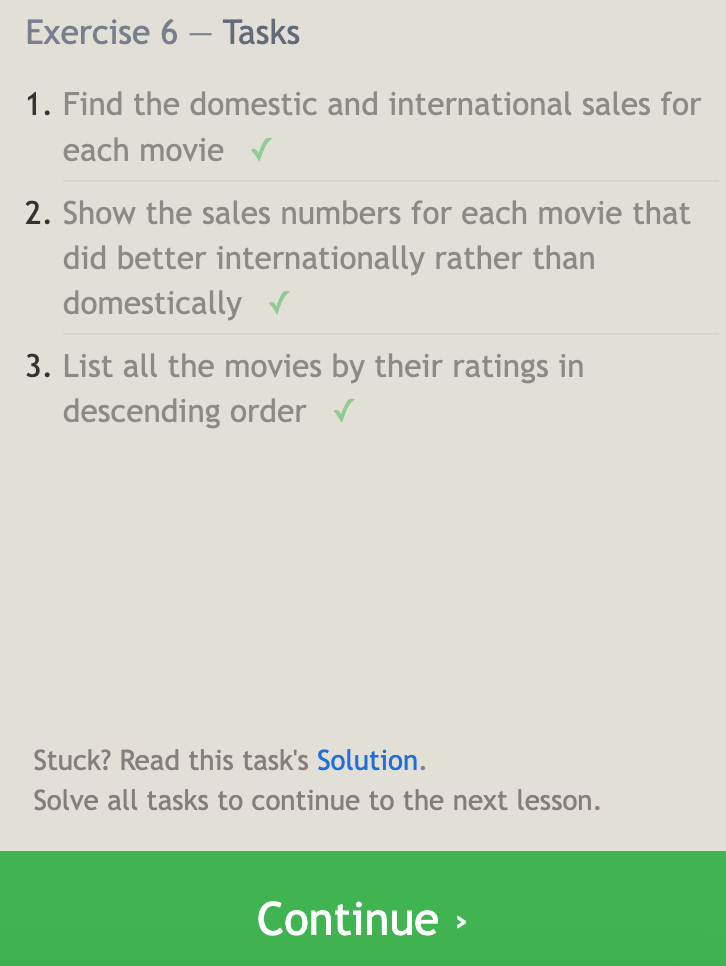 Exercise 6 — Tasks
1. Find the domestic and international sales for
each movie ✓
2. Show the sales numbers for each movie that
did better internationally rather than
domestically ✓
3. List all the movies by their ratings in
descending order ✓
Stuck? Read this task's Solution.
Solve all tasks to continue to the next lesson.
Continue ›